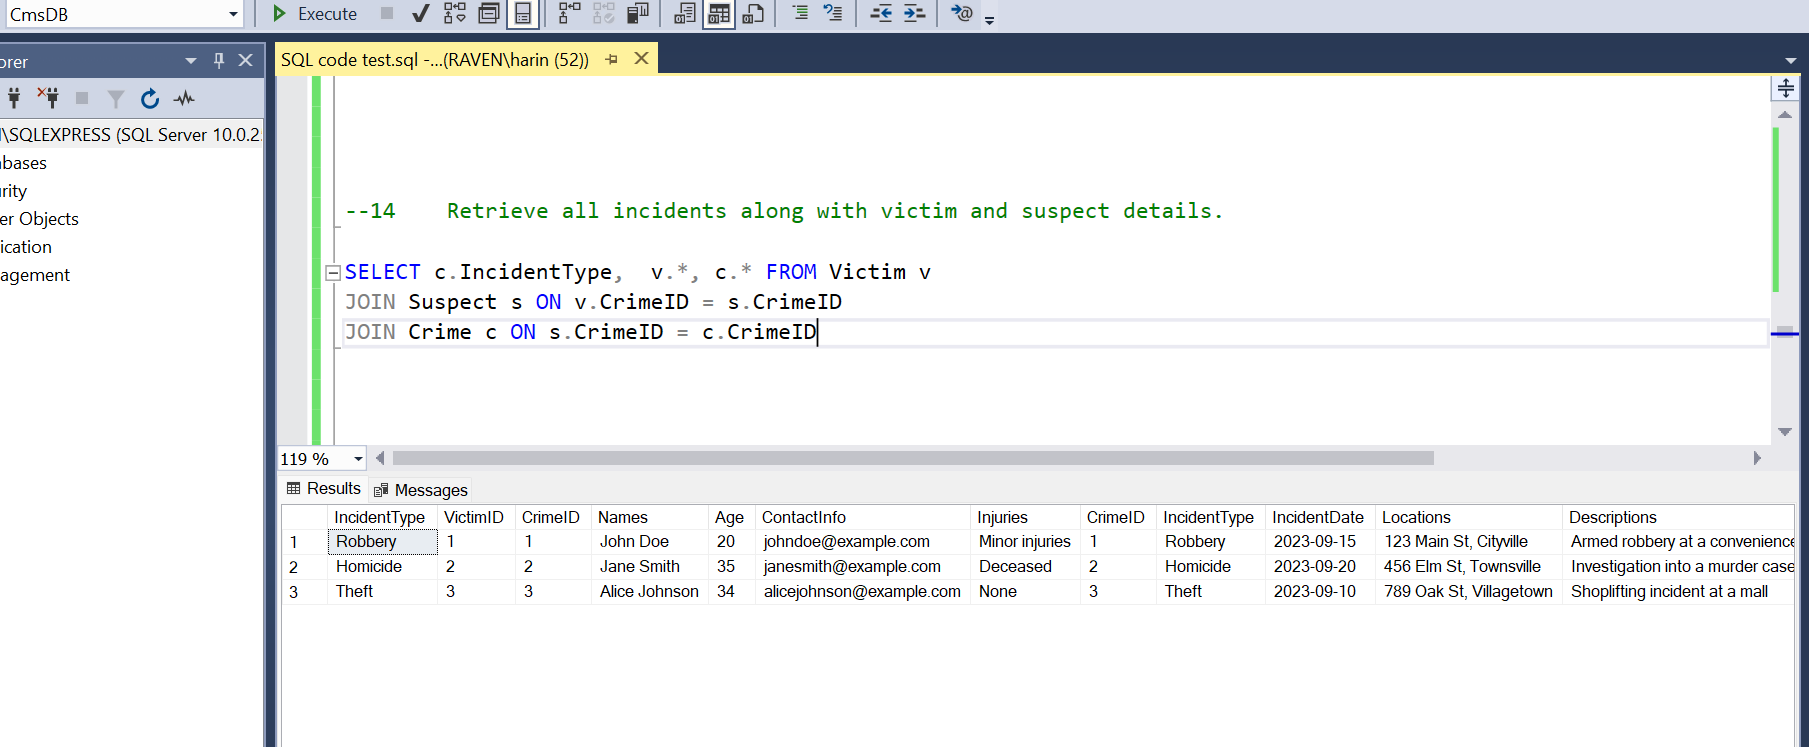 CmsDB
Execute
orer
SQL code test.sql -...(RAVEN\harin (52))
\SQLEXPRESS (SQL Server 10.0.2
abases
urity
er Objects
ication
agement
--14    Retrieve all incidents along with victim and suspect details.
SELECT c.IncidentType,  v.*, c.* FROM Victim v
JOIN Suspect s ON v.CrimeID = s.CrimeID
JOIN Crime c ON s.CrimeID = c.CrimeID
119 %
Results Messages
IncidentType VictimID CrimeID Names Age ContactInfo Injuries CrimeID IncidentType IncidentDate Locations Descriptions
1 Robbery 1 1 John Doe 20 johndoe@example.com Minor injuries 1 Robbery 2023-09-15 123 Main St, Cityville Armed robbery at a convenience
2 Homicide 2 2 Jane Smith 35 janesmith@example.com Deceased 2 Homicide 2023-09-20 456 Elm St, Townsville Investigation into a murder case
3 Theft 3 3 Alice Johnson 34 alicejohnson@example.com None 3 Theft 2023-09-10 789 Oak St, Villagetown Shoplifting incident at a mall